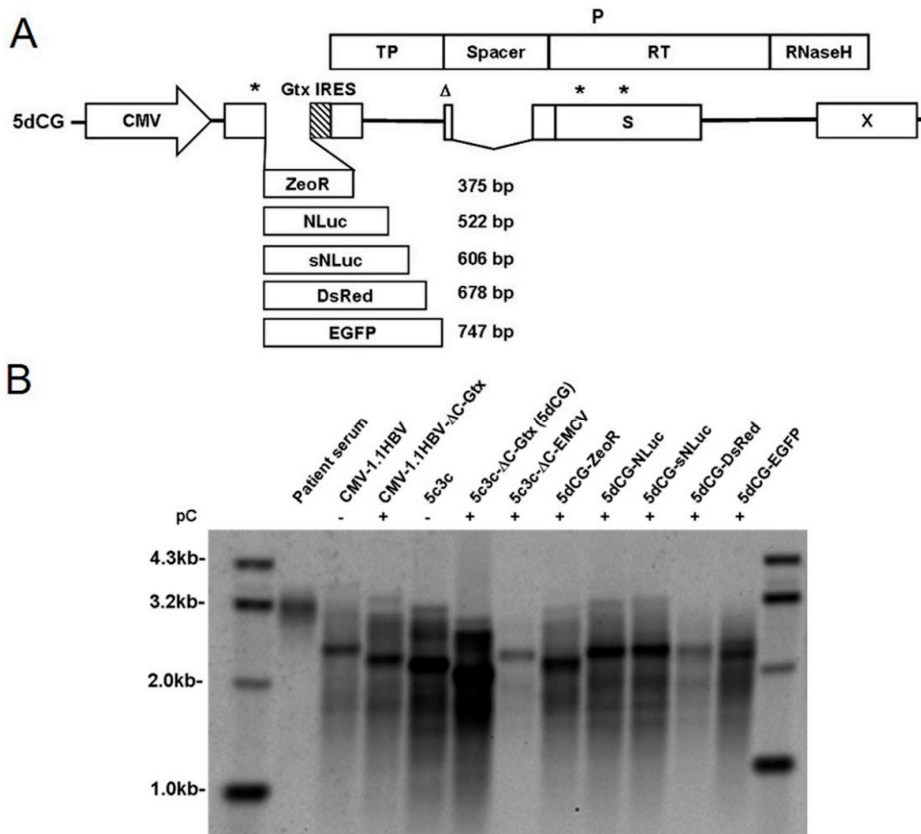 A
P
TP Spacer RT RNaseH
* Gtx IRES Δ * *
5dCG CMV S X
ZeoR 375 bp
NLuc 522 bp
sNLuc 606 bp
DsRed 678 bp
EGFP 747 bp
B
Patient serum
CMV-1.1HBV
CMV-1.1HBV-ΔC-Gtx
5c3c
5c3c-ΔC-Gtx (5dCG)
5c3c-ΔC-EMCV
5dCG-ZeoR
5dCG-NLuc
5dCG-sNLuc
5dCG-DsRed
5dCG-EGFP
pC - + - + + + + + + +
4.3kb-
3.2kb-
2.0kb-
1.0kb-